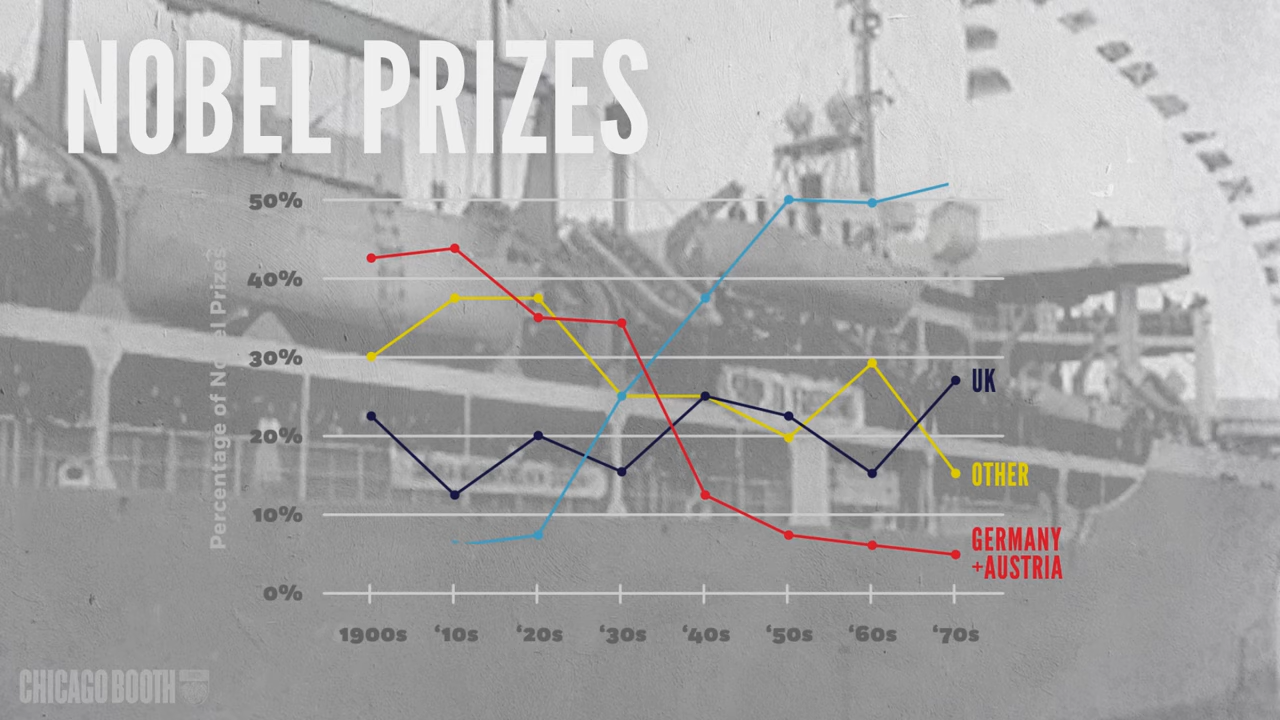 NOBEL PRIZES
Percentage of Nobel Prizes
50%
40%
30%
20%
10%
0%
1900s ‘10s ‘20s ‘30s ‘40s ‘50s ‘60s ‘70s
UK
OTHER
GERMANY
+AUSTRIA
CHICAGO BOOTH